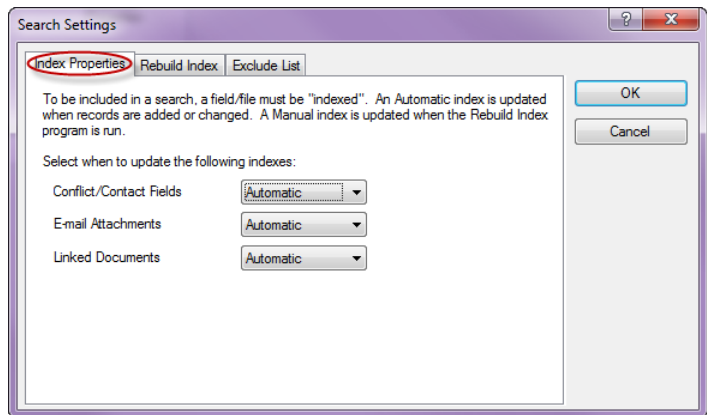 Search Settings
Index Properties Rebuild Index Exclude List
To be included in a search, a field/file must be "indexed". An Automatic index is updated
when records are added or changed. A Manual index is updated when the Rebuild Index
program is run.
OK
Cancel
Select when to update the following indexes:
Conflict/Contact Fields Automatic
E-mail Attachments Automatic
Linked Documents Automatic